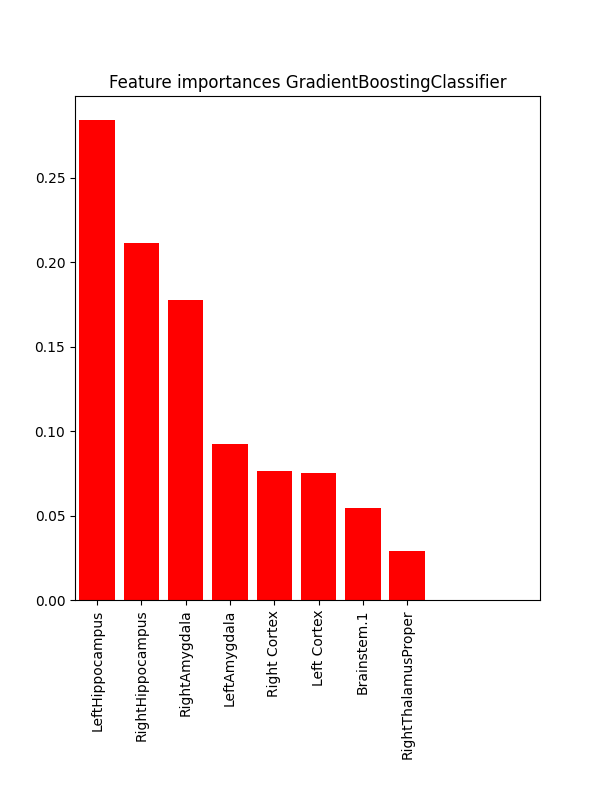 Feature importances GradientBoostingClassifier
0.25
0.20
0.15
0.10
0.05
0.00
LeftHippocampus
RightHippocampus
RightAmygdala
LeftAmygdala
Right Cortex
Left Cortex
Brainstem.1
RightThalamusProper